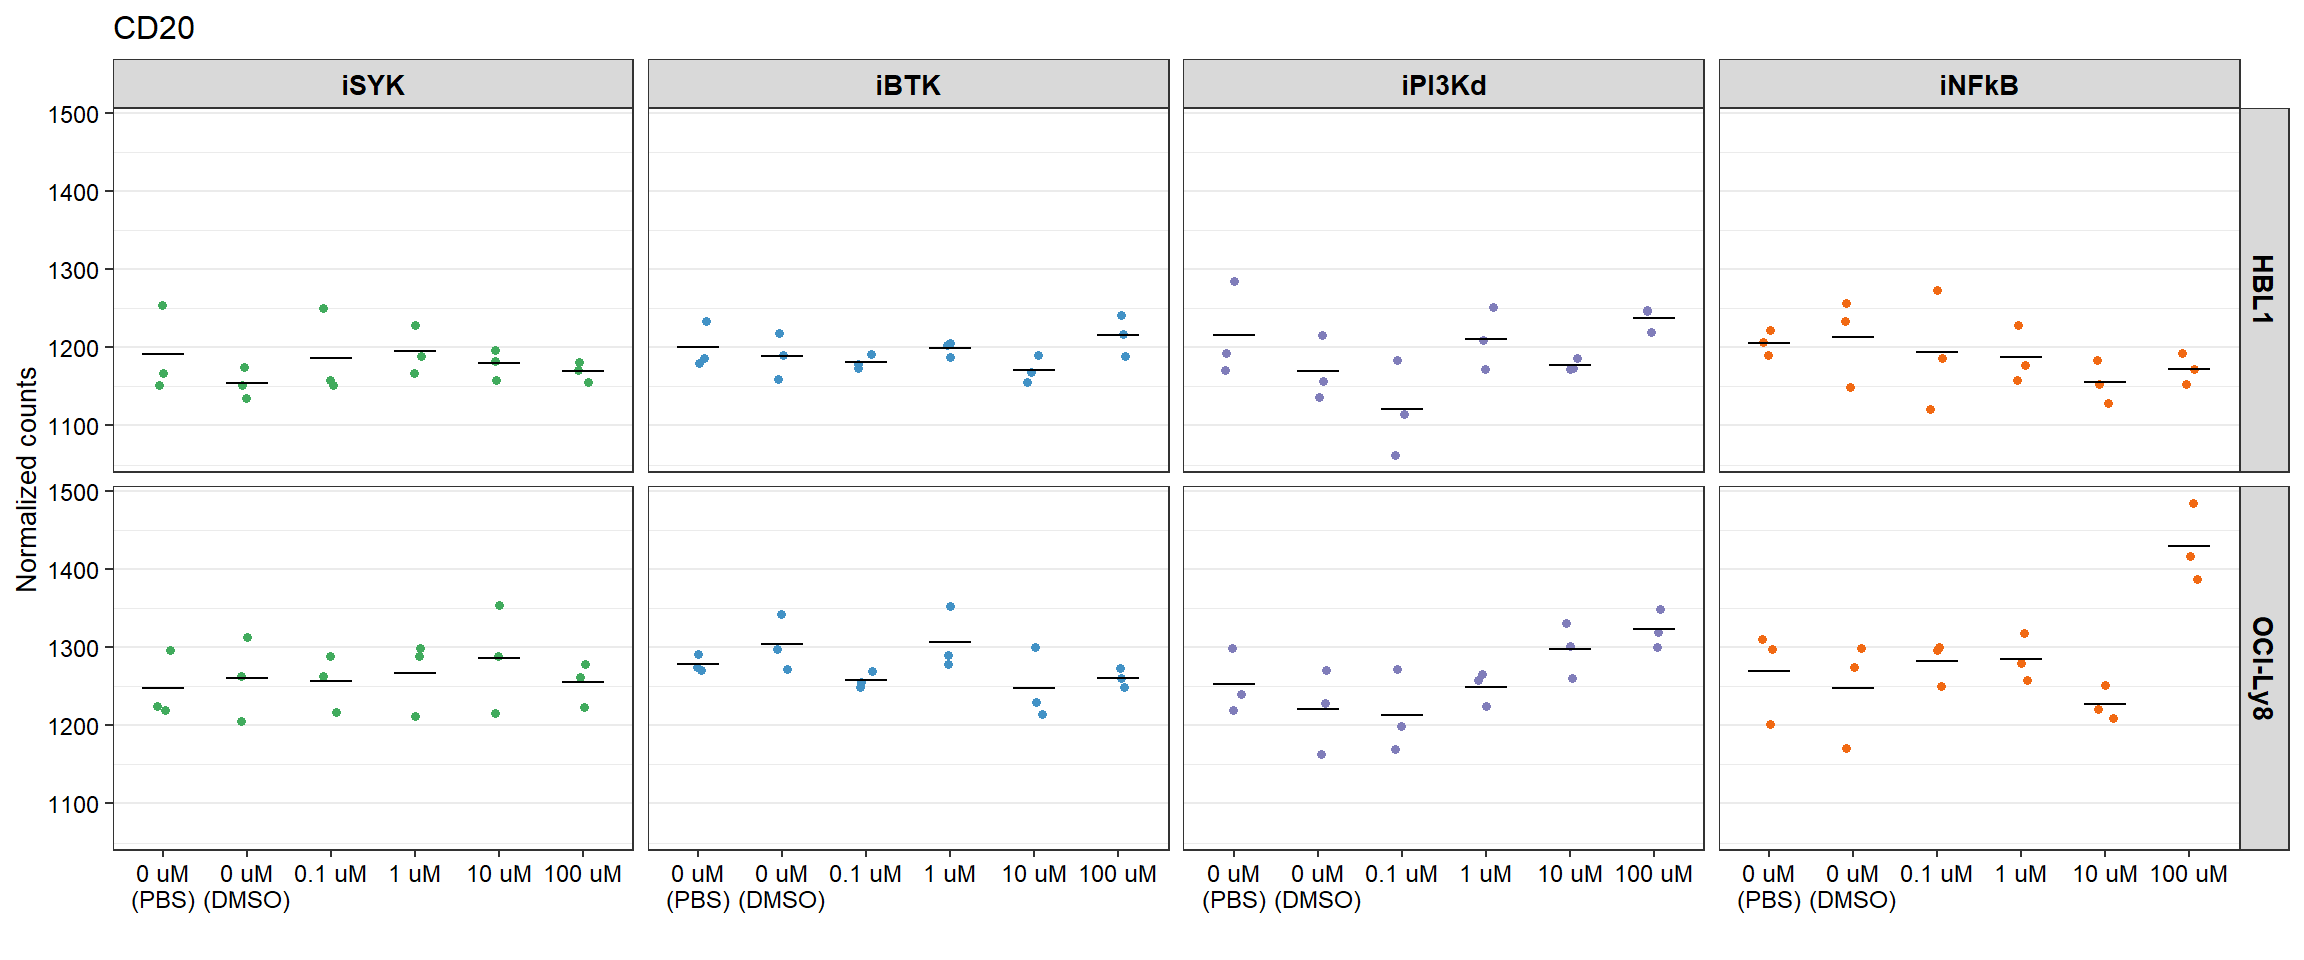 CD20
iSYK iBTK iPI3Kd iNFkB
Normalized counts
1500
1400
1300
1200
1100
HBL1
1500
1400
1300
1200
1100
OCI-Ly8
0 uM 0 uM 0.1 uM 1 uM 10 uM 100 uM 0 uM 0 uM 0.1 uM 1 uM 10 uM 100 uM 0 uM 0 uM 0.1 uM 1 uM 10 uM 100 uM 0 uM 0 uM 0.1 uM 1 uM 10 uM 100 uM
(PBS) (DMSO) (PBS) (DMSO) (PBS) (DMSO) (PBS) (DMSO)